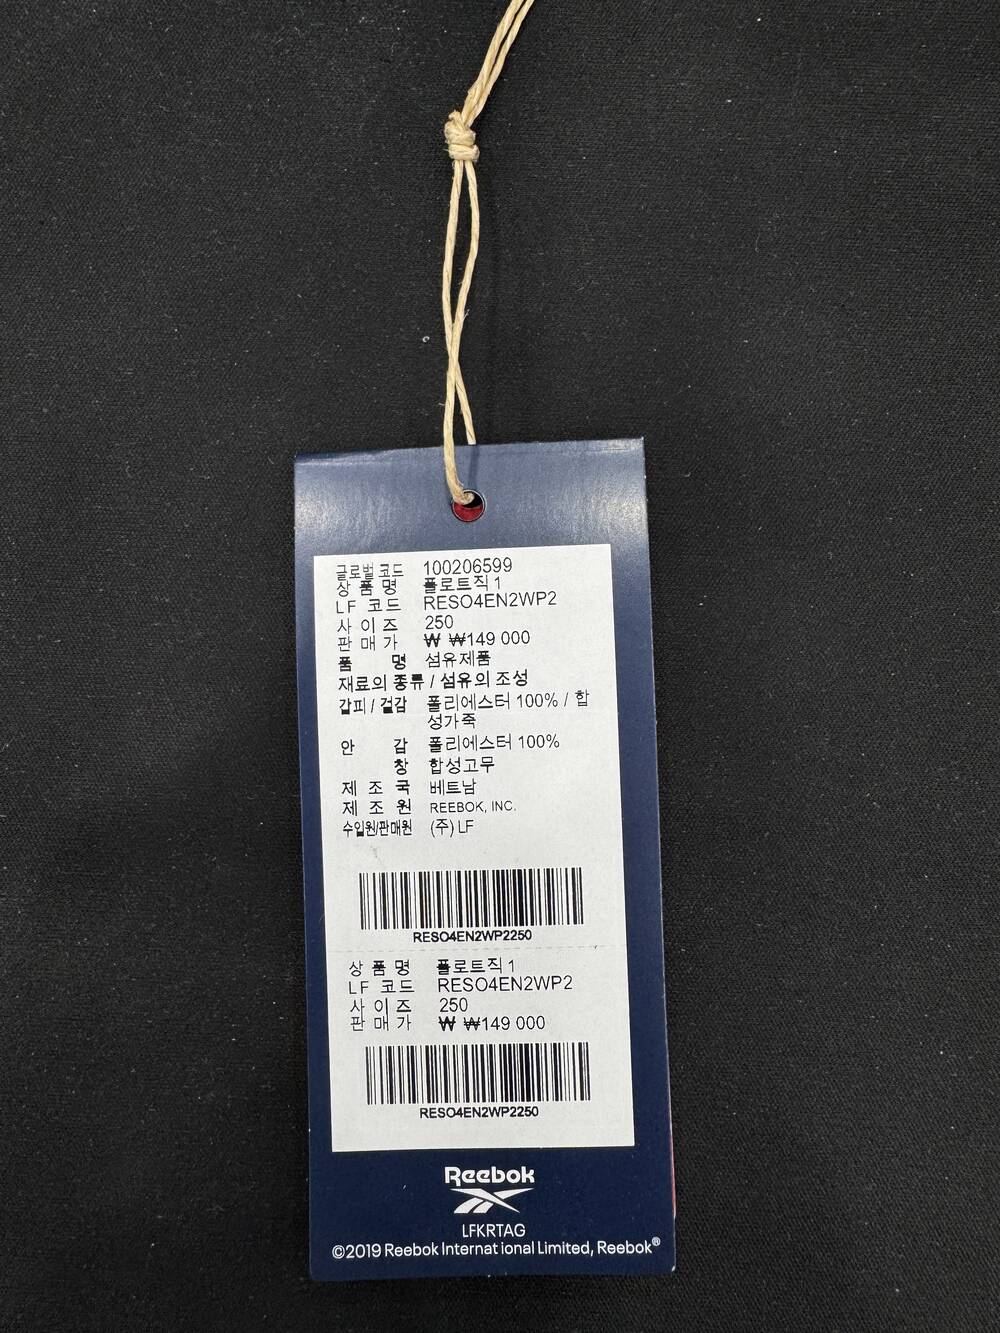 글로벌 코드 100206599
상 품 명 플로트직 1
LF 코드 RESO4EN2WP2
사 이 즈 250
판 매 가 ₩ ₩149 000
품 명 섬유제품
재료의 종류 / 섬유의 조성
갑피 / 겉감 폴리에스터 100% / 합
성가죽
안 감 폴리에스터 100%
창 합성고무
제 조 국 베트남
제 조 원 REEBOK, INC.
수입원/판매원 (주) LF
RESO4EN2WP2250
상 품 명 플로트직 1
LF 코드 RESO4EN2WP2
사 이 즈 250
판 매 가 ₩ ₩149 000
RESO4EN2WP2250
Reebok
LFKRTAG
©2019 Reebok International Limited, Reebok®